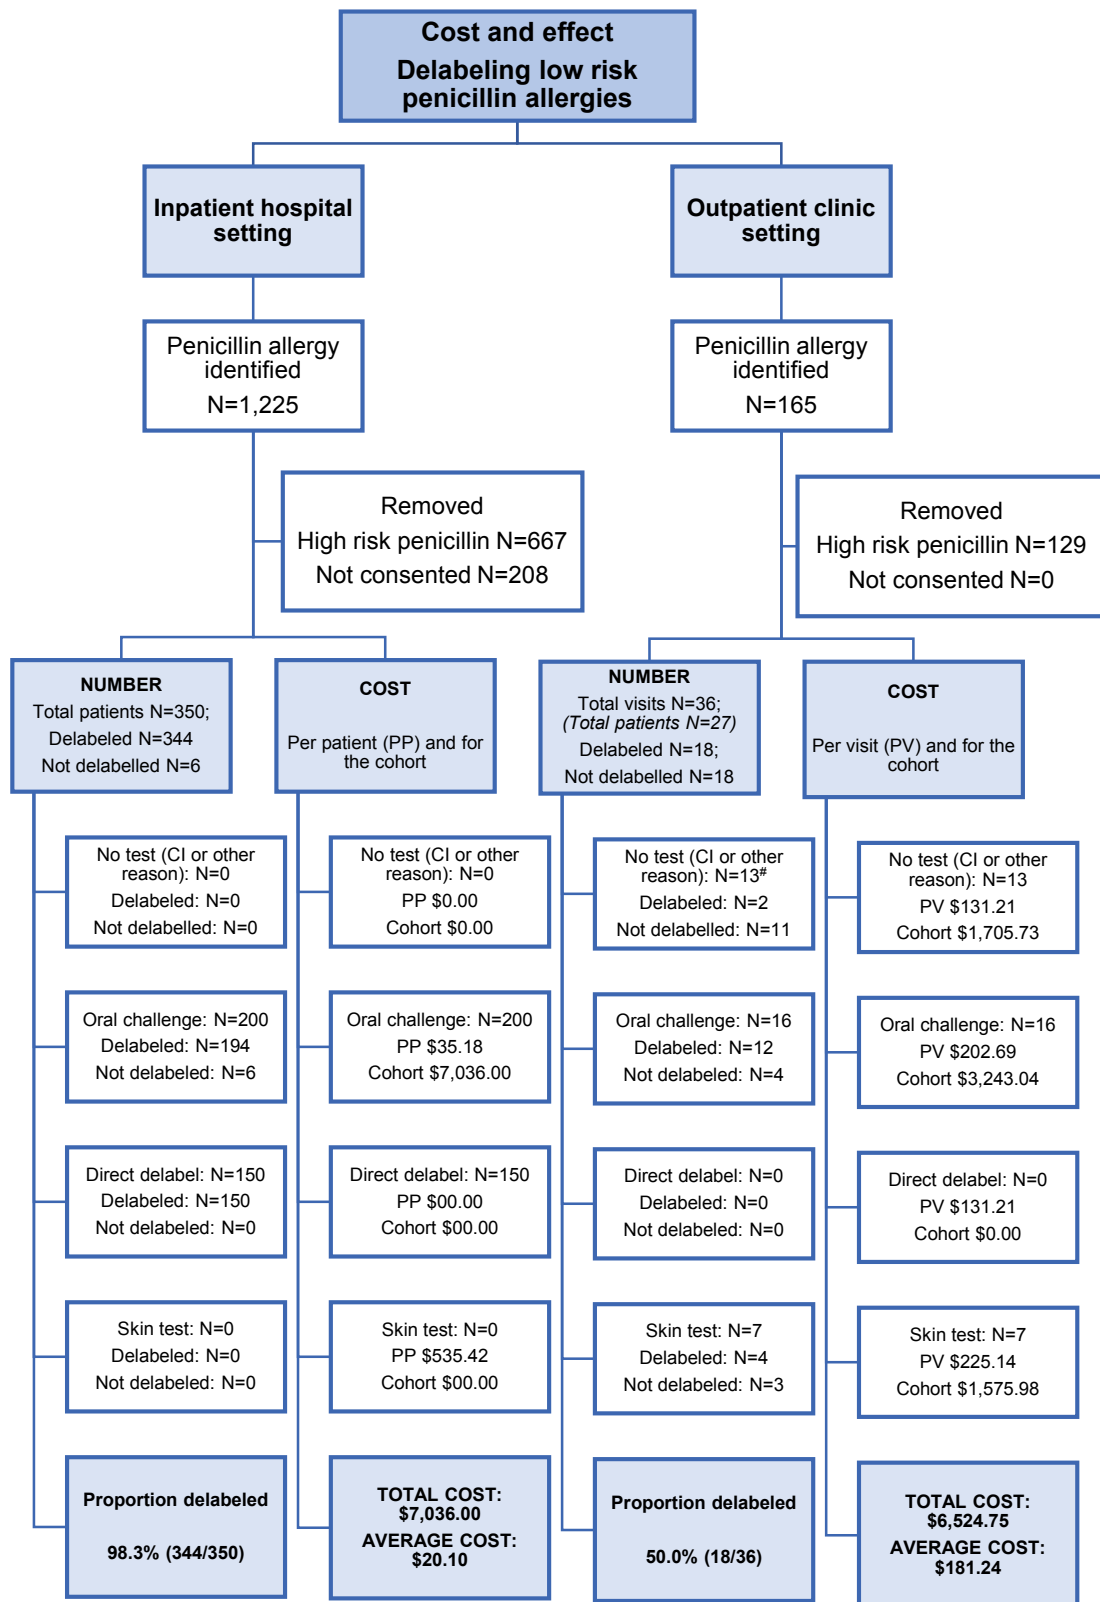 Cost and effect
Delabeling low risk
penicillin allergies
Inpatient hospital
setting
Outpatient clinic
setting
Penicillin allergy
identified
N=1,225
Penicillin allergy
identified
N=165
Removed
High risk penicillin N=667
Not consented N=208
Removed
High risk penicillin N=129
Not consented N=0
NUMBER
Total patients N=350;
Delabeled N=344
Not delabelled N=6
COST
Per patient (PP) and for
the cohort
NUMBER
Total visits N=36;
(Total patients N=27)
Delabeled N=18;
Not delabelled N=18
COST
Per visit (PV) and for the
cohort
No test (CI or other
reason): N=0
Delabeled: N=0
Not delabelled: N=0
No test (CI or other
reason): N=0
PP $0.00
Cohort $0.00
No test (CI or other
reason): N=13#
Delabeled: N=2
Not delabelled: N=11
No test (CI or other
reason): N=13
PV $131.21
Cohort $1,705.73
Oral challenge: N=200
Delabeled: N=194
Not delabeled: N=6
Oral challenge: N=200
PP $35.18
Cohort $7,036.00
Oral challenge: N=16
Delabeled: N=12
Not delabeled: N=4
Oral challenge: N=16
PV $202.69
Cohort $3,243.04
Direct delabel: N=150
Delabeled: N=150
Not delabeled: N=0
Direct delabel: N=150
PP $00.00
Cohort $00.00
Direct delabel: N=0
Delabeled: N=0
Not delabeled: N=0
Direct delabel: N=0
PV $131.21
Cohort $0.00
Skin test: N=0
Delabeled: N=0
Not delabeled: N=0
Skin test: N=0
PP $535.42
Cohort $00.00
Skin test: N=7
Delabeled: N=4
Not delabeled: N=3
Skin test: N=7
PV $225.14
Cohort $1,575.98
Proportion delabeled
98.3% (344/350)
TOTAL COST:
$7,036.00
AVERAGE COST:
$20.10
Proportion delabeled
50.0% (18/36)
TOTAL COST:
$6,524.75
AVERAGE COST:
$181.24